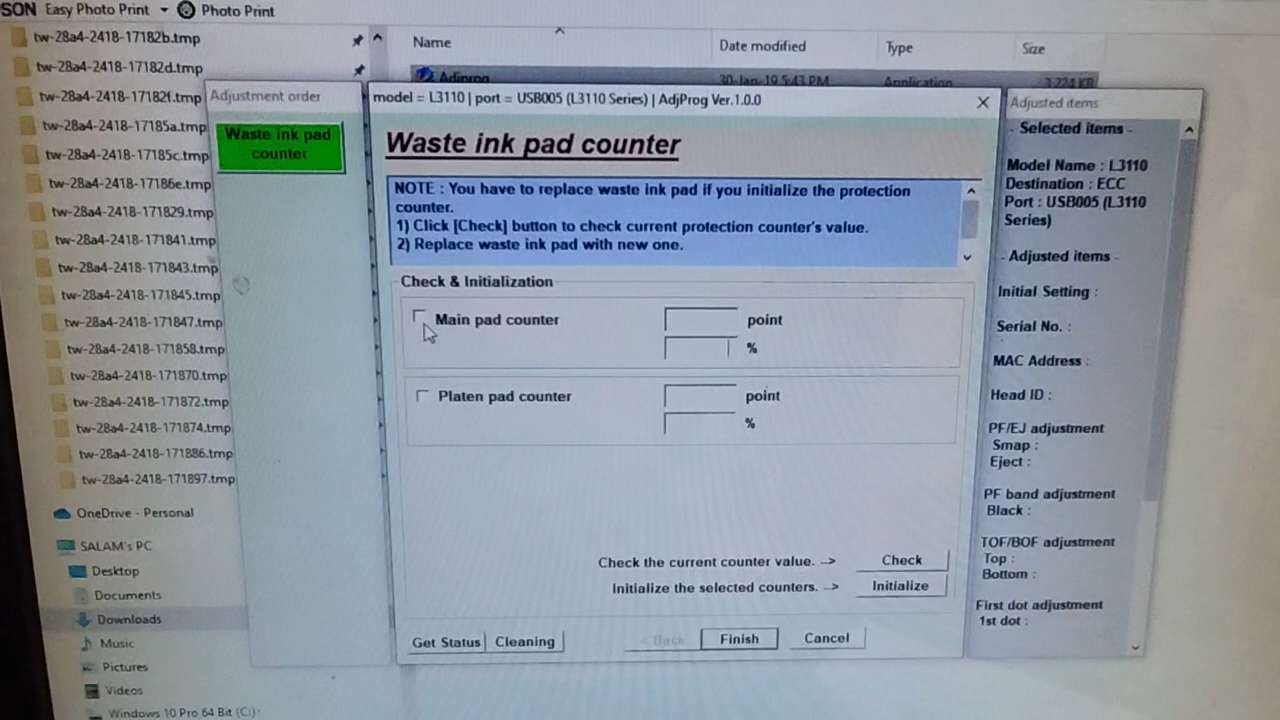 SON Easy Photo Print Photo Print
tw-28a4-2418-17182b.tmp
tw-28a4-2418-17182d.tmp
tw-28a4-2418-17182f.tmp
tw-28a4-2418-17185a.tmp
tw-28a4-2418-17185c.tmp
tw-28a4-2418-17186e.tmp
tw-28a4-2418-171829.tmp
tw-28a4-2418-171841.tmp
tw-28a4-2418-171843.tmp
tw-28a4-2418-171845.tmp
tw-28a4-2418-171847.tmp
tw-28a4-2418-171858.tmp
tw-28a4-2418-171870.tmp
tw-28a4-2418-171872.tmp
tw-28a4-2418-171874.tmp
tw-28a4-2418-171886.tmp
tw-28a4-2418-171897.tmp
OneDrive - Personal
SALAM's PC
Desktop
Documents
Downloads
Music
Pictures
Videos
Windows 10 Pro 64 Bit (C:)
Name Date modified Type Size
Adjprog 30-Jan-19 5:43 PM Application 3,224 KB
Adjustment order
Waste ink pad
counter
model = L3110 | port = USB005 (L3110 Series) | AdjProg Ver.1.0.0
Waste ink pad counter
NOTE : You have to replace waste ink pad if you initialize the protection
counter.
1) Click [Check] button to check current protection counter's value.
2) Replace waste ink pad with new one.
Check & Initialization
Main pad counter point
%
Platen pad counter point
%
Check the current counter value. --> Check
Initialize the selected counters. --> Initialize
Get Status Cleaning < Back Finish Cancel
Adjusted items
- Selected items -
Model Name : L3110
Destination : ECC
Port : USB005 (L3110
Series)
- Adjusted items -
Initial Setting :
Serial No. :
MAC Address :
Head ID :
PF/EJ adjustment
Smap :
Eject :
PF band adjustment
Black :
TOF/BOF adjustment
Top :
Bottom :
First dot adjustment
1st dot :